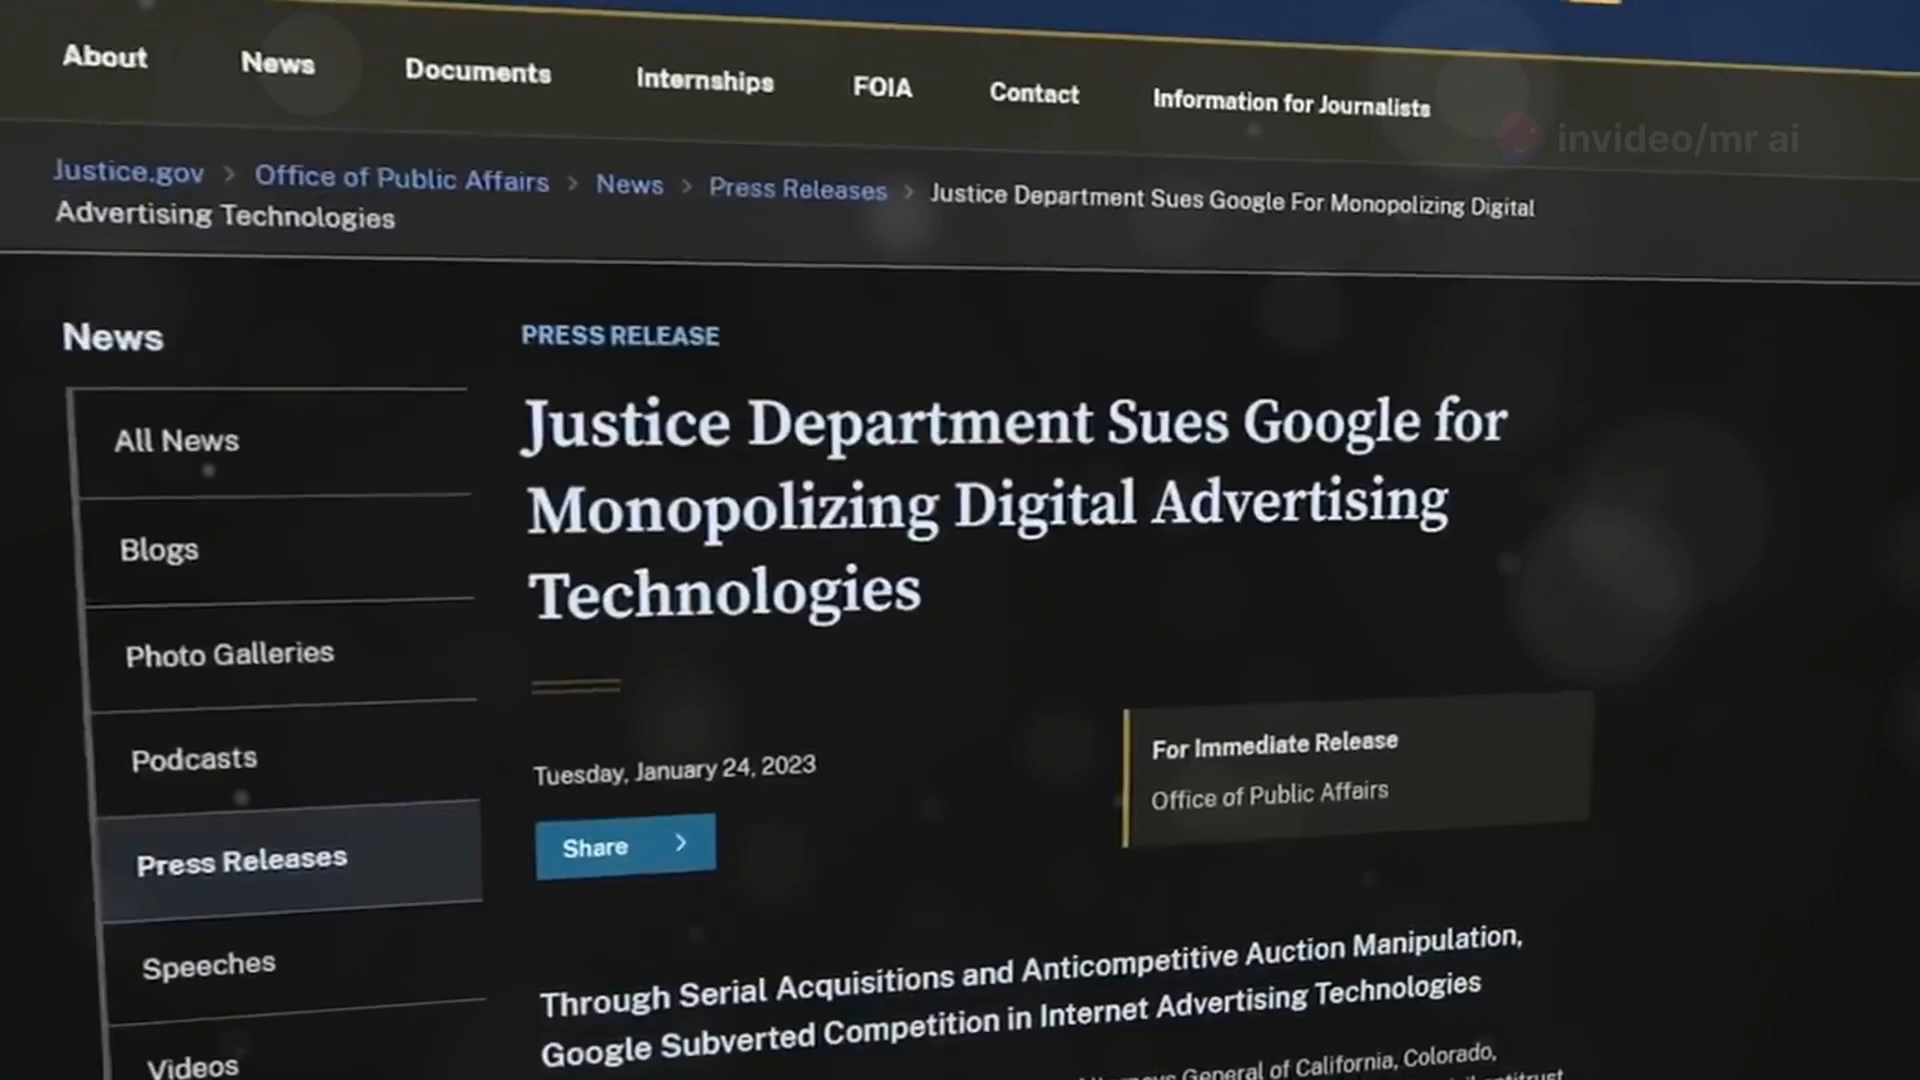 About News Documents Internships FOIA Contact Information for Journalists
invideo/mr ai
Justice.gov > Office of Public Affairs > News > Press Releases > Justice Department Sues Google For Monopolizing Digital
Advertising Technologies
News
All News
Blogs
Photo Galleries
Podcasts
Press Releases
Speeches
Videos
PRESS RELEASE
Justice Department Sues Google for
Monopolizing Digital Advertising
Technologies
Tuesday, January 24, 2023
Share >
For Immediate Release
Office of Public Affairs
Through Serial Acquisitions and Anticompetitive Auction Manipulation,
Google Subverted Competition in Internet Advertising Technologies
General of California, Colorado,